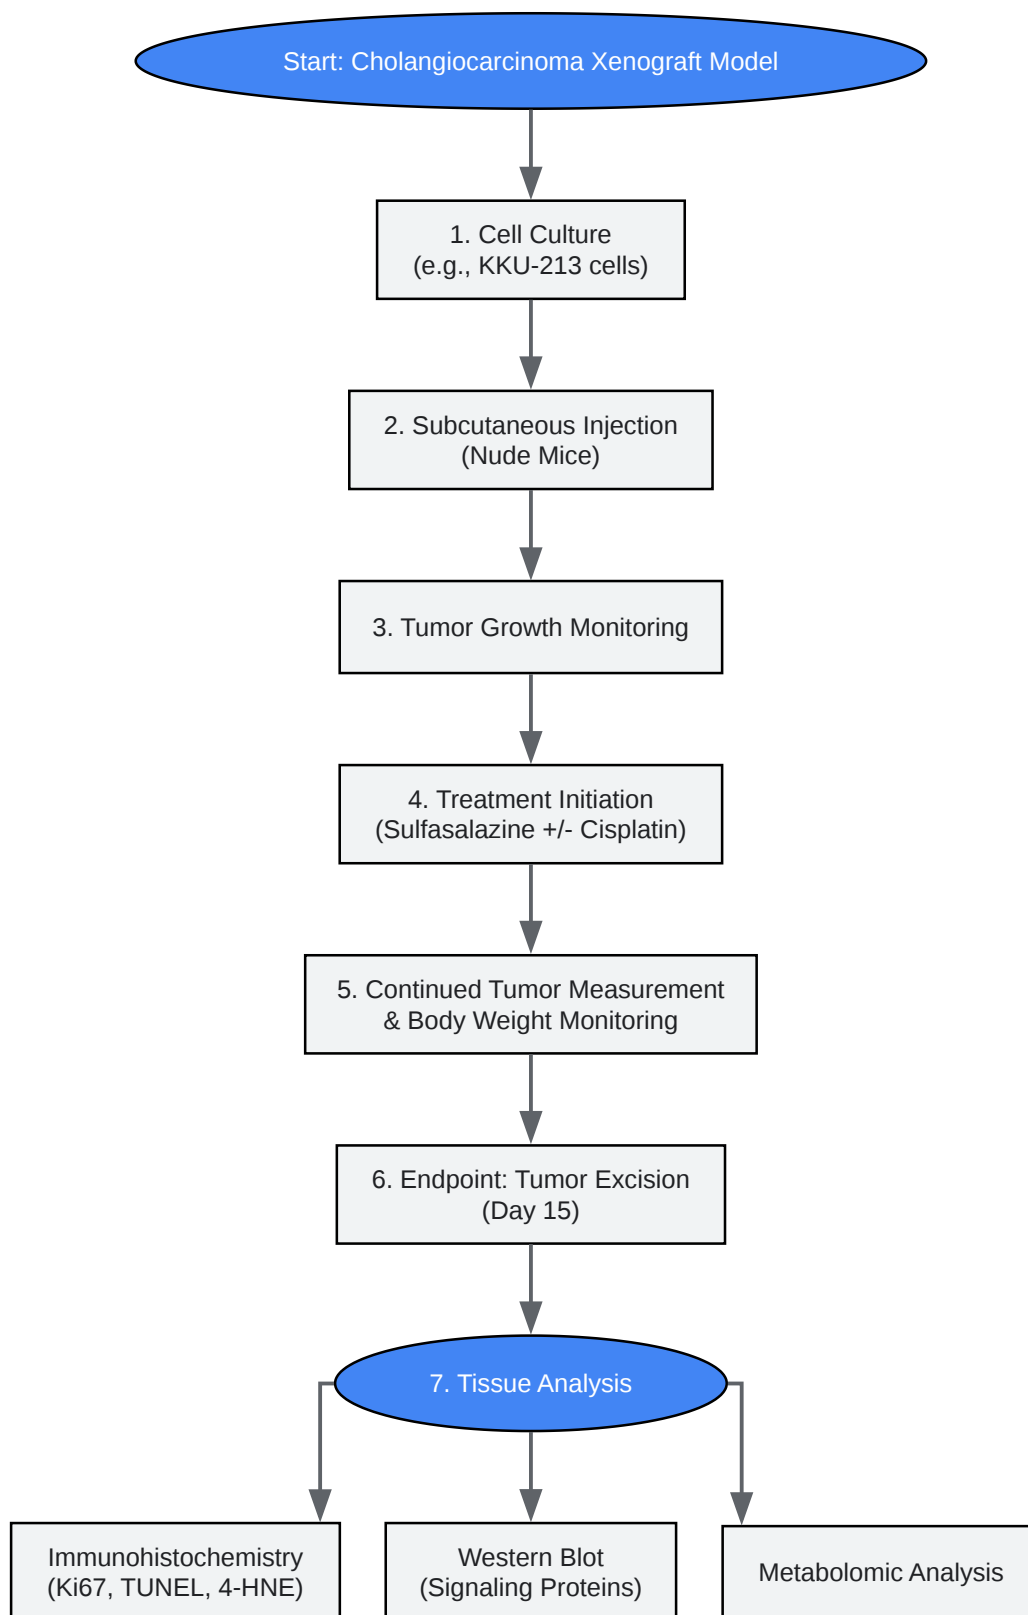 Start: Cholangiocarcinoma Xenograft Model
1. Cell Culture
(e.g., KKU-213 cells)
2. Subcutaneous Injection
(Nude Mice)
3. Tumor Growth Monitoring
4. Treatment Initiation
(Sulfasalazine +/- Cisplatin)
5. Continued Tumor Measurement
& Body Weight Monitoring
6. Endpoint: Tumor Excision
(Day 15)
7. Tissue Analysis
Immunohistochemistry
(Ki67, TUNEL, 4-HNE)
Western Blot
(Signaling Proteins)
Metabolomic Analysis